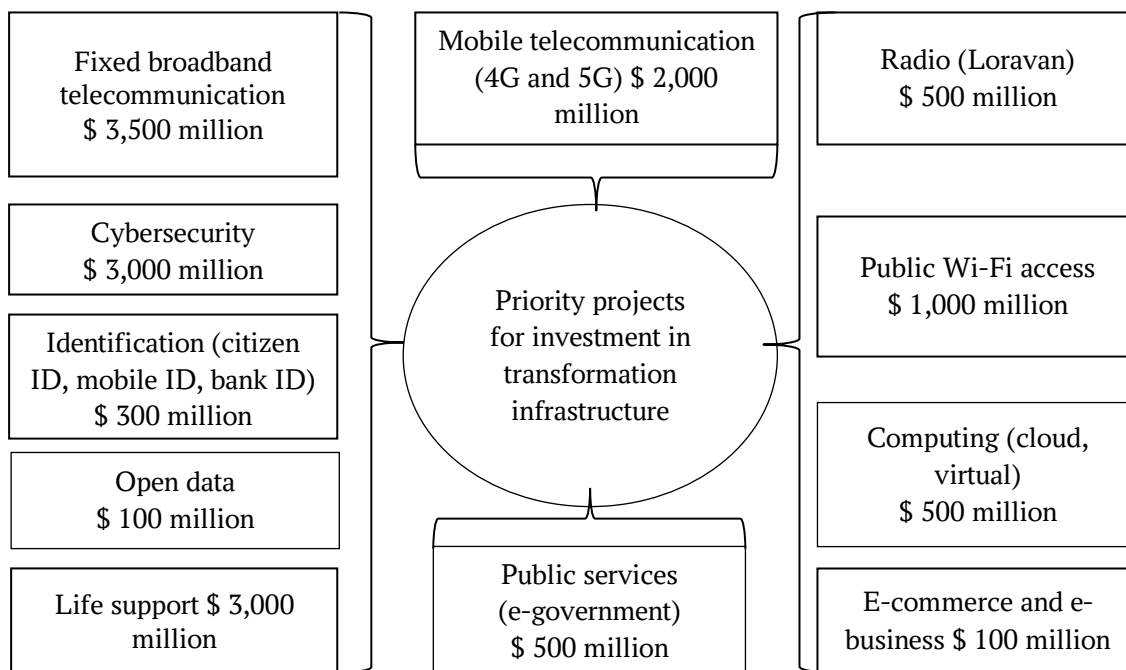 Fixed broadband
telecommunication
$ 3,500 million
Cybersecurity
$ 3,000 million
Identification (citizen
ID, mobile ID, bank ID)
$ 300 million
Open data
$ 100 million
Life support $ 3,000
million
Mobile telecommunication
(4G and 5G) $ 2,000
million
Priority projects
for investment in
transformation
infrastructure
Public services
(e-government)
$ 500 million
Radio (Loravan)
$ 500 million
Public Wi-Fi access
$ 1,000 million
Computing (cloud,
virtual)
$ 500 million
E-commerce and e-
business $ 100 million